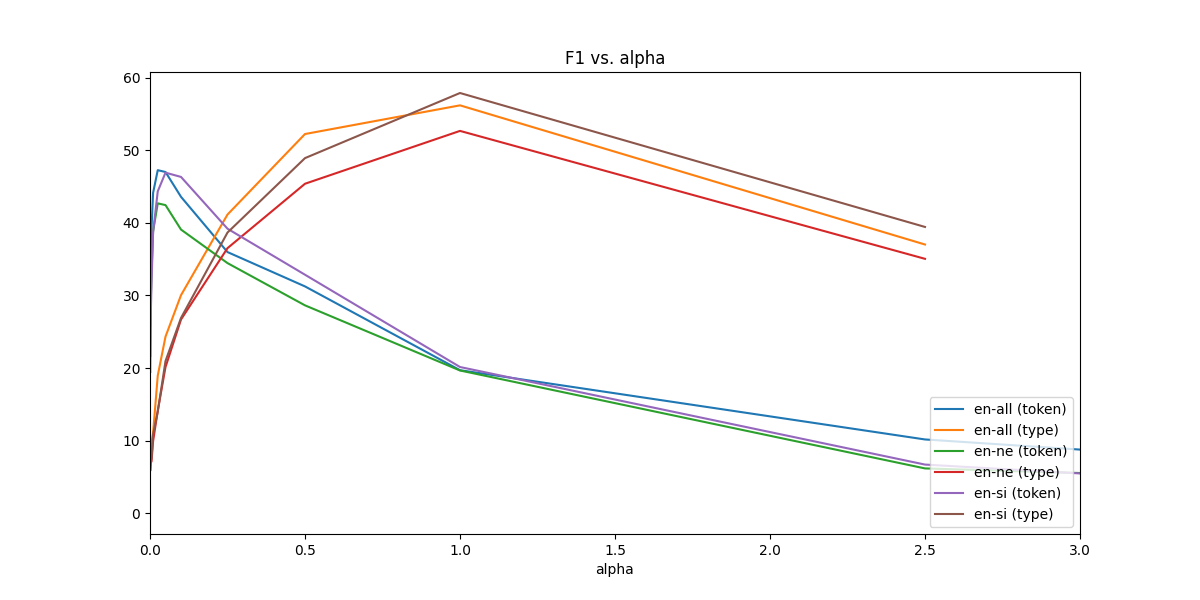 F1 vs. alpha
60
50
40
30
20
10
0
0.0 0.5 1.0 1.5 2.0 2.5 3.0
alpha
en-all (token)
en-all (type)
en-ne (token)
en-ne (type)
en-si (token)
en-si (type)